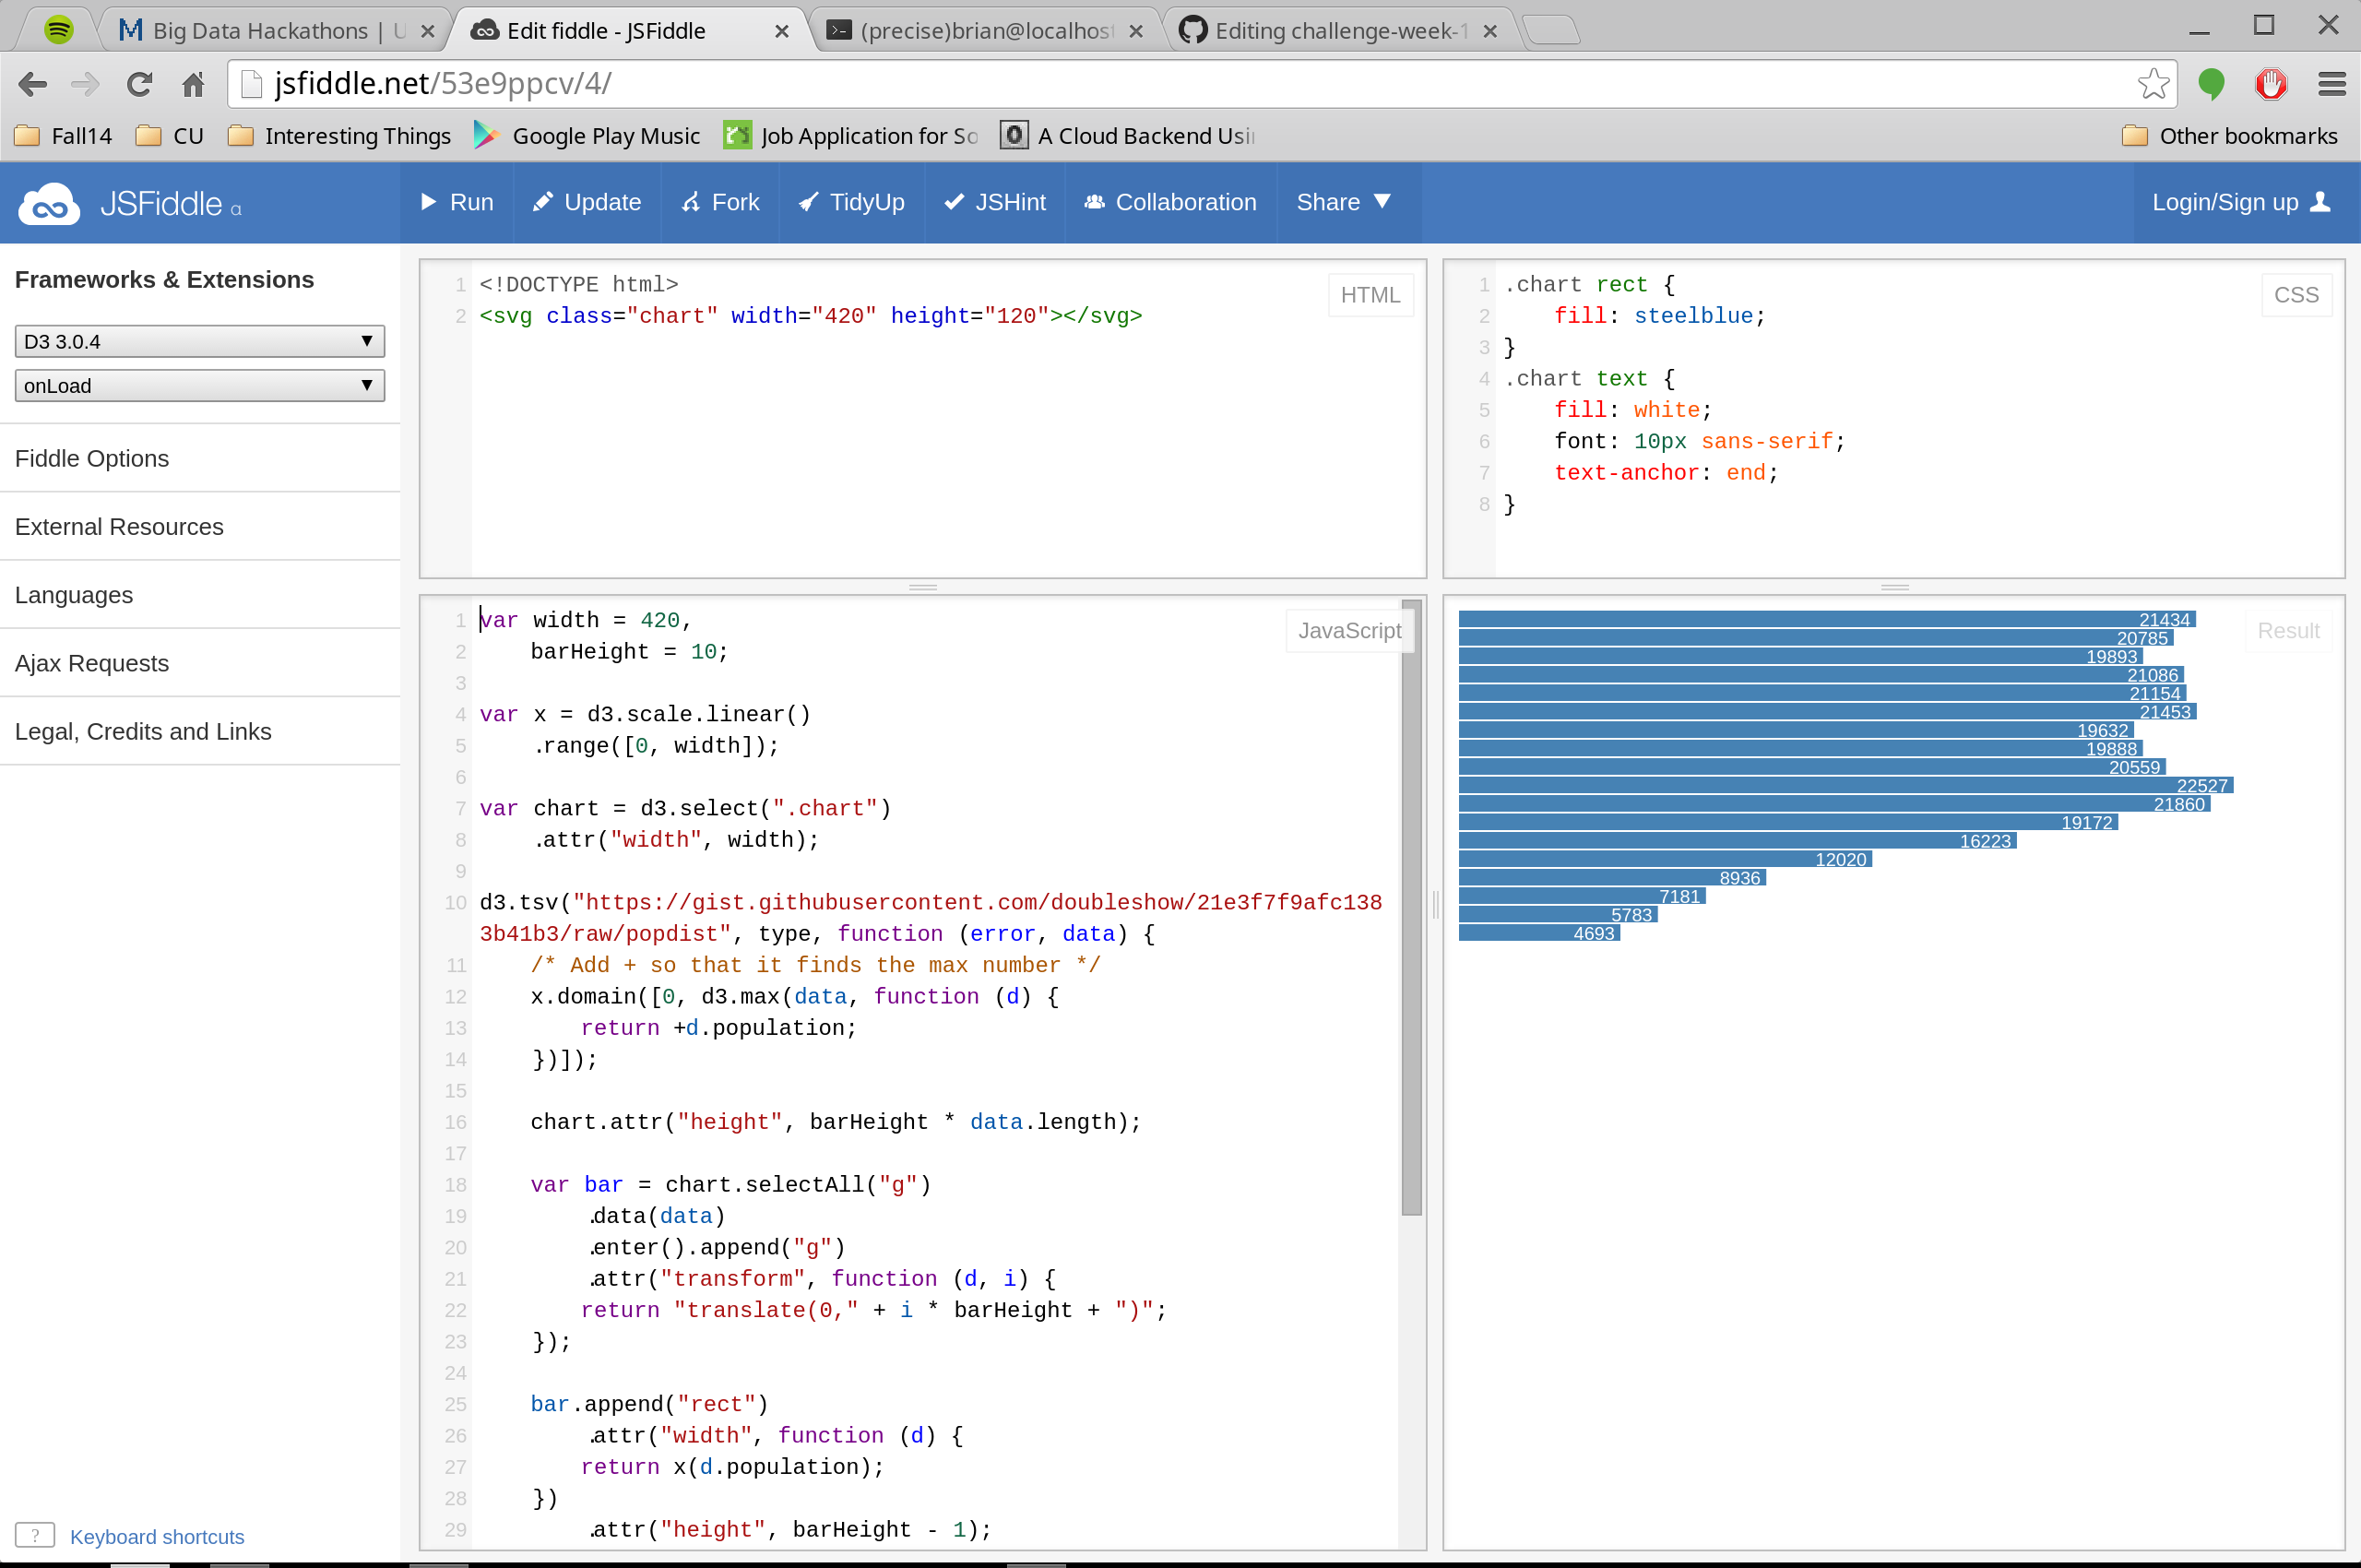 Big Data Hackathons | U
Edit fiddle - JSFiddle
(precise)brian@localhost
Editing challenge-week-1
jsfiddle.net/53e9ppcv/4/
Fall14
CU
Interesting Things
Google Play Music
Job Application for So
A Cloud Backend Usi
Other bookmarks
JSFiddle α
Run
Update
Fork
TidyUp
JSHint
Collaboration
Share
Login/Sign up
Frameworks & Extensions
D3 3.0.4
onLoad
Fiddle Options
External Resources
Languages
Ajax Requests
Legal, Credits and Links
? Keyboard shortcuts
HTML
1 <!DOCTYPE html>
2 <svg class="chart" width="420" height="120"></svg>
CSS
1 .chart rect {
2 fill: steelblue;
3 }
4 .chart text {
5 fill: white;
6 font: 10px sans-serif;
7 text-anchor: end;
8 }
JavaScript
1 var width = 420,
2 barHeight = 10;
3
4 var x = d3.scale.linear()
5 .range([0, width]);
6
7 var chart = d3.select(".chart")
8 .attr("width", width);
9
10 d3.tsv("https://gist.githubusercontent.com/doubleshow/21e3f7f9afc138
3b41b3/raw/popdist", type, function (error, data) {
11 /* Add + so that it finds the max number */
12 x.domain([0, d3.max(data, function (d) {
13 return +d.population;
14 })]);
15
16 chart.attr("height", barHeight * data.length);
17
18 var bar = chart.selectAll("g")
19 .data(data)
20 .enter().append("g")
21 .attr("transform", function (d, i) {
22 return "translate(0," + i * barHeight + ")";
23 });
24
25 bar.append("rect")
26 .attr("width", function (d) {
27 return x(d.population);
28 })
29 .attr("height", barHeight - 1);
Result
21434
20785
19893
21086
21154
21453
19632
19888
20559
22527
21860
19172
16223
12020
8936
7181
5783
4693